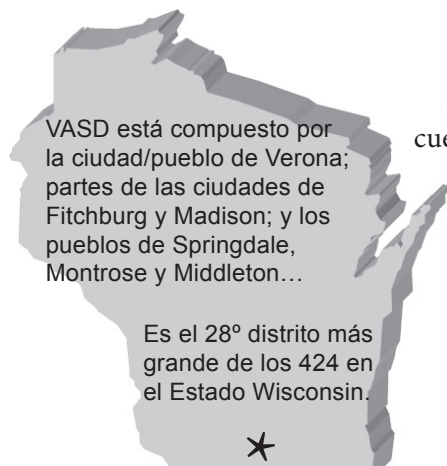 VASD está compuesto por
la ciudad/pueblo de Verona;
partes de las ciudades de
Fitchburg y Madison; y los
pueblos de Springdale,
Montrose y Middleton…
cue
Es el 28º distrito más
grande de los 424 en
el Estado Wisconsin.